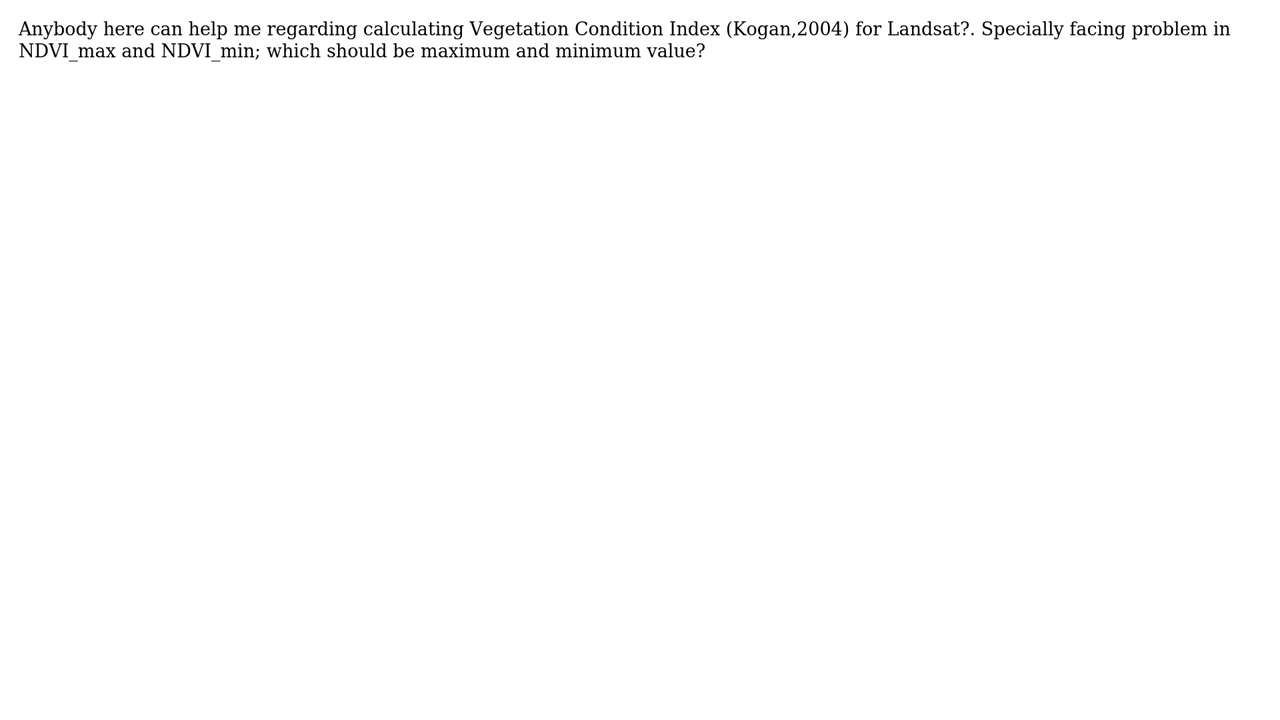 Anybody here can help me regarding calculating Vegetation Condition Index (Kogan,2004) for Landsat?. Specially facing problem in
NDVI_max and NDVI_min; which should be maximum and minimum value?